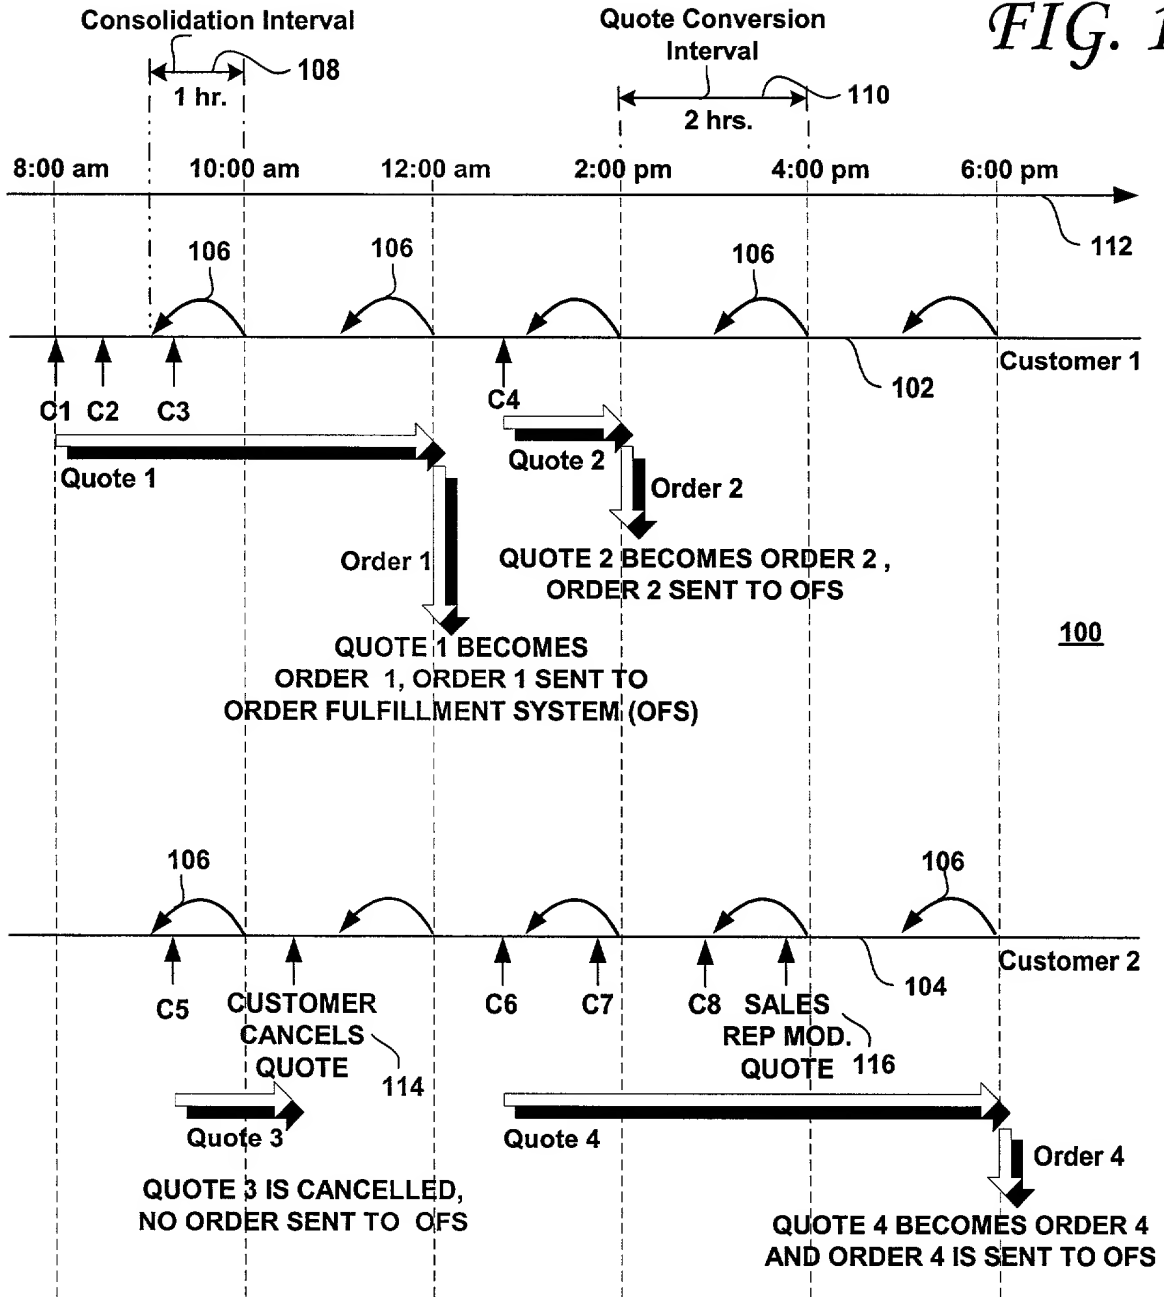 FIG. 1
Consolidation Interval
Quote Conversion
Interval
108
1 hr.
110
2 hrs.
8:00 am
10:00 am
12:00 am
2:00 pm
4:00 pm
6:00 pm
112
106
106
106
Customer 1
102
C1
C2
C3
C4
Quote 1
Quote 2
Order 2
Order 1
QUOTE 2 BECOMES ORDER 2 ,
ORDER 2 SENT TO OFS
100
QUOTE 1 BECOMES
ORDER 1, ORDER 1 SENT TO
ORDER FULFILLMENT SYSTEM (OFS)
106
106
Customer 2
104
C5
CUSTOMER
CANCELS
QUOTE
114
C6
C7
C8
SALES
REP MOD.
QUOTE
116
Quote 3
Quote 4
Order 4
QUOTE 3 IS CANCELLED,
NO ORDER SENT TO OFS
QUOTE 4 BECOMES ORDER 4
AND ORDER 4 IS SENT TO OFS